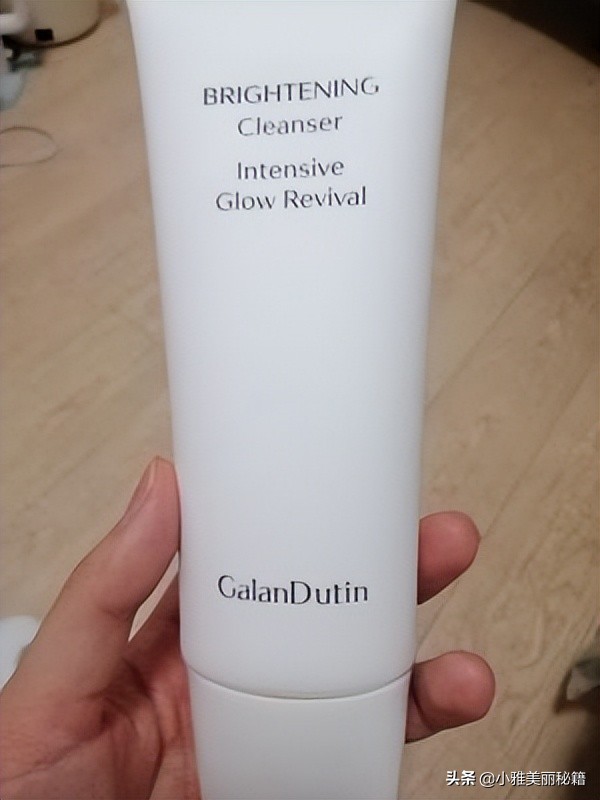 BRIGHTENING
Cleanser
Intensive
Glow Revival
GalanDutin
头条 @小雅美丽秘籍